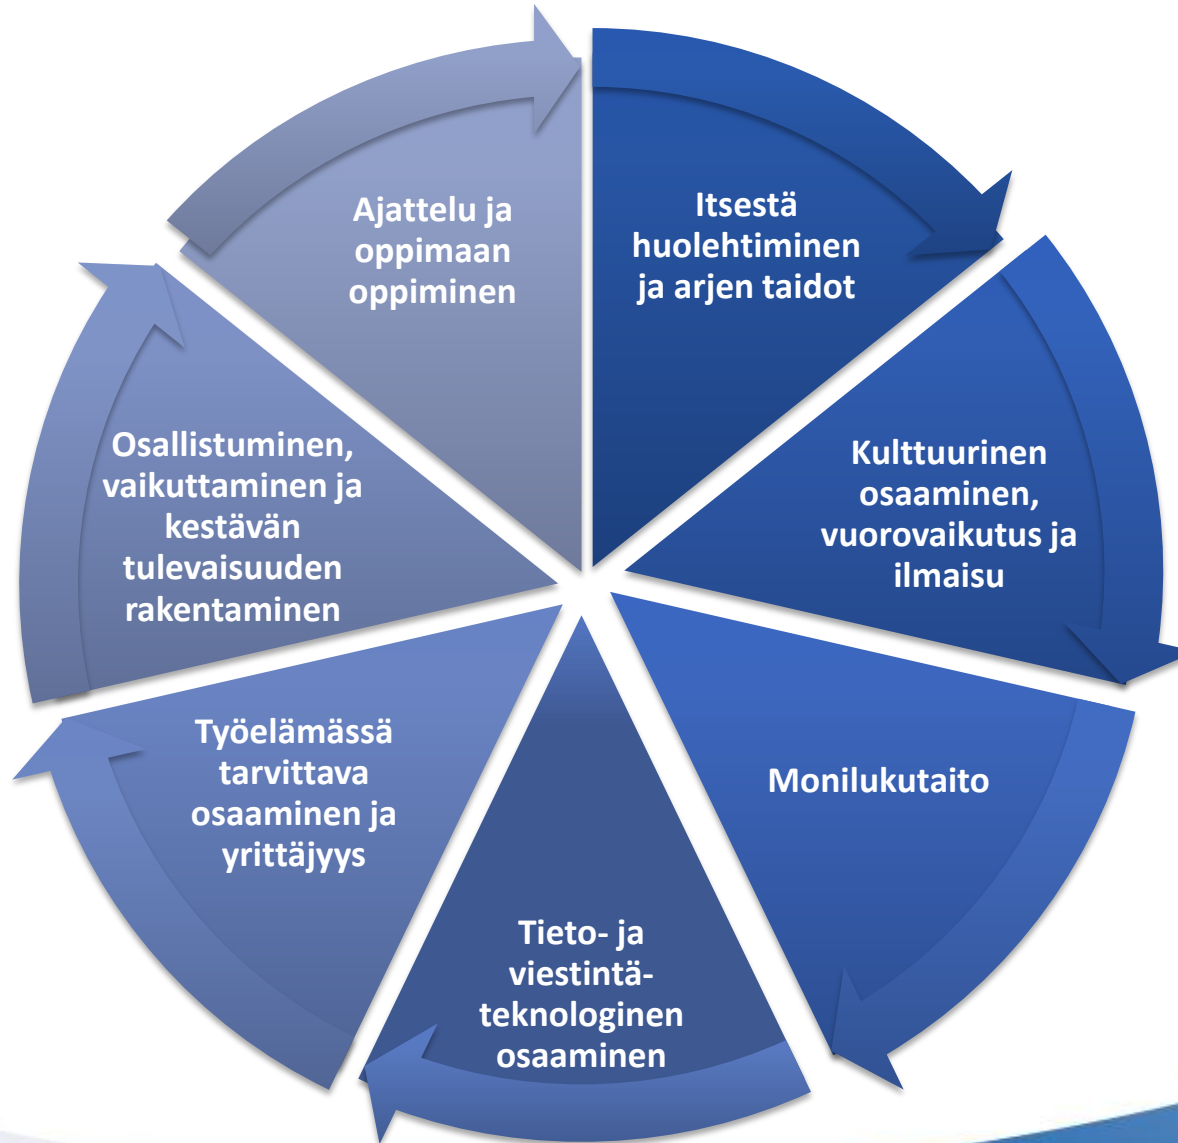 Ajattelu ja
oppimaan
oppiminen
Itsestä
huolehtiminen
ja arjen taidot
Kulttuurinen
osaaminen,
vuorovaikutus ja
ilmaisu
Monilukutaito
Tieto- ja
viestintä-
teknologinen
osaaminen
Työelämässä
tarvittava
osaaminen ja
yrittäjyys
Osallistuminen,
vaikuttaminen ja
kestävän
tulevaisuuden
rakentaminen